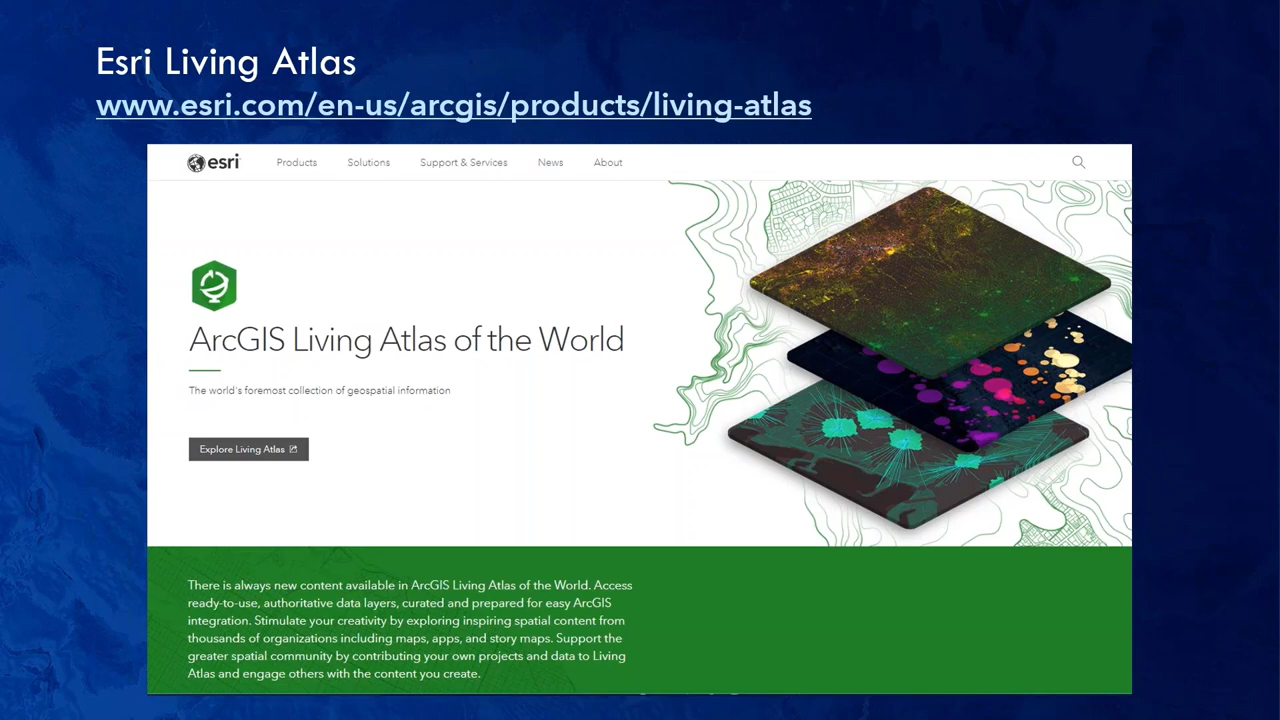 Esri Living Atlas
www.esri.com/en-us/arcgis/products/living-atlas
esri Products Solutions Support & Services News About
ArcGIS Living Atlas of the World
The world's foremost collection of geospatial information
Explore Living Atlas
There is always new content available in ArcGIS Living Atlas of the World. Access
ready-to-use, authoritative data layers, curated and prepared for easy ArcGIS
integration. Stimulate your creativity by exploring inspiring spatial content from
thousands of organizations including maps, apps, and story maps. Support the
greater spatial community by contributing your own projects and data to Living
Atlas and engage others with the content you create.